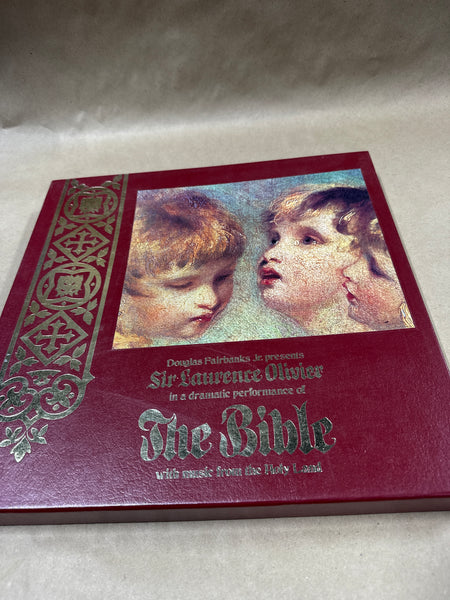 Douglas Fairbanks Jr. presents
Sir Laurence Olivier
in a dramatic performance of
The Bible
with music from the Holy Land